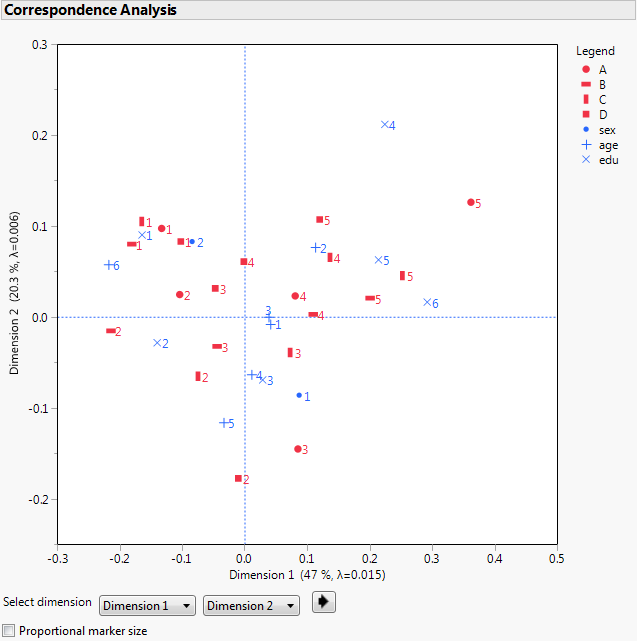 Correspondence Analysis
0.3
Legend
A
B
C
D
sex
age
edu
0.2
4
5
0.1
1
1
5
1
1
2
1
2
4
6
4
5
5
3
2
4
5
6
3
4
0.0
1
2
2
3
3
4
3
2
-0.1
1
5
3
2
-0.2
Dimension 2 (20.3 %, λ=0.006)
-0.3 -0.2 -0.1 0.0 0.1 0.2 0.3 0.4 0.5
Dimension 1 (47 %, λ=0.015)
Select dimension Dimension 1 Dimension 2
Proportional marker size